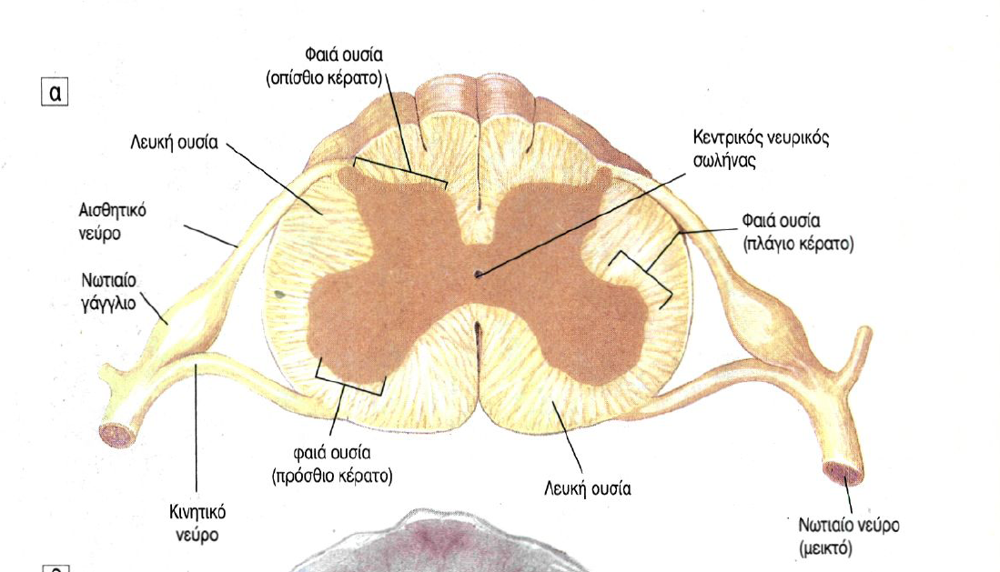 α
Φαιά ουσία
(οπίσθιο κέρατο)
Λευκή ουσία
Κεντρικός νευρικός
σωλήνας
Αισθητικό
νεύρο
Φαιά ουσία
(πλάγιο κέρατο)
Νωτιαίο
γάγγλιο
φαιά ουσία
(πρόσθιο κέρατο)
Λευκή ουσία
Κινητικό
νεύρο
Νωτιαίο νεύρο
(μεικτό)